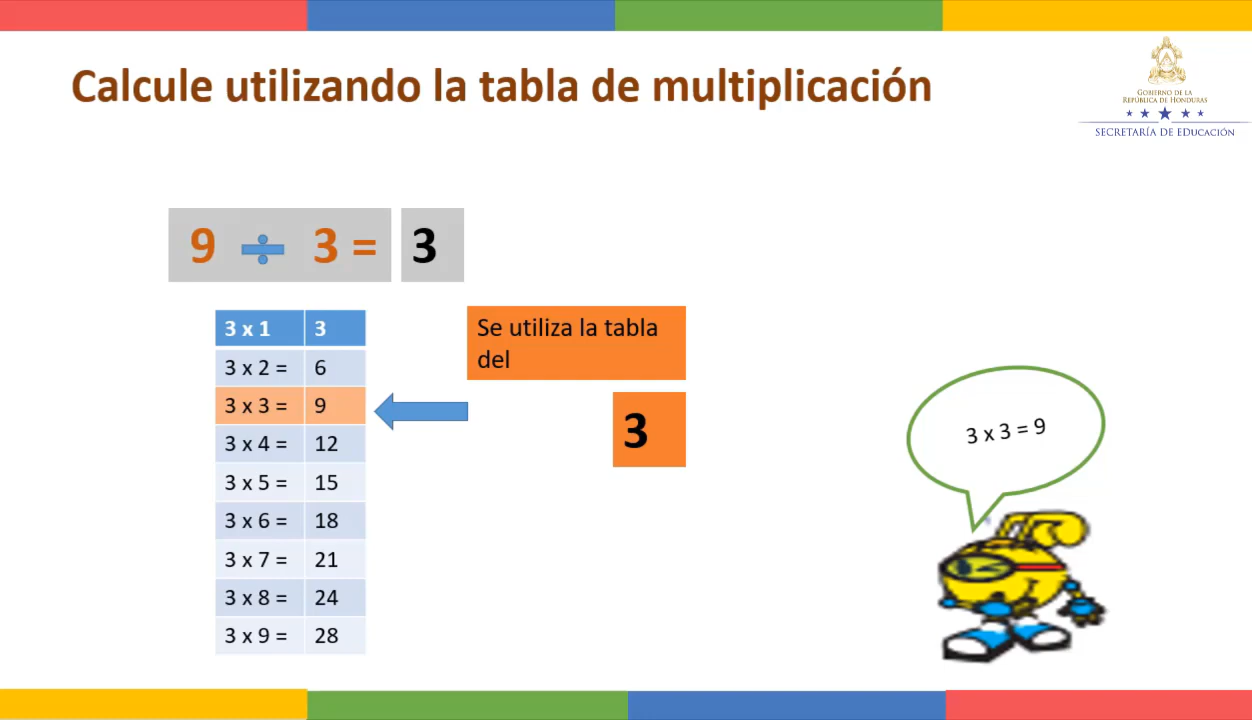 Calcule utilizando la tabla de multiplicación
GOBIERNO DE LA
REPÚBLICA DE HONDURAS
SECRETARÍA DE EDUCACIÓN
9 ÷ 3 = 3
3 x 1 3
3 x 2 = 6
3 x 3 = 9
3 x 4 = 12
3 x 5 = 15
3 x 6 = 18
3 x 7 = 21
3 x 8 = 24
3 x 9 = 28
Se utiliza la tabla
del
3
3 x 3 = 9